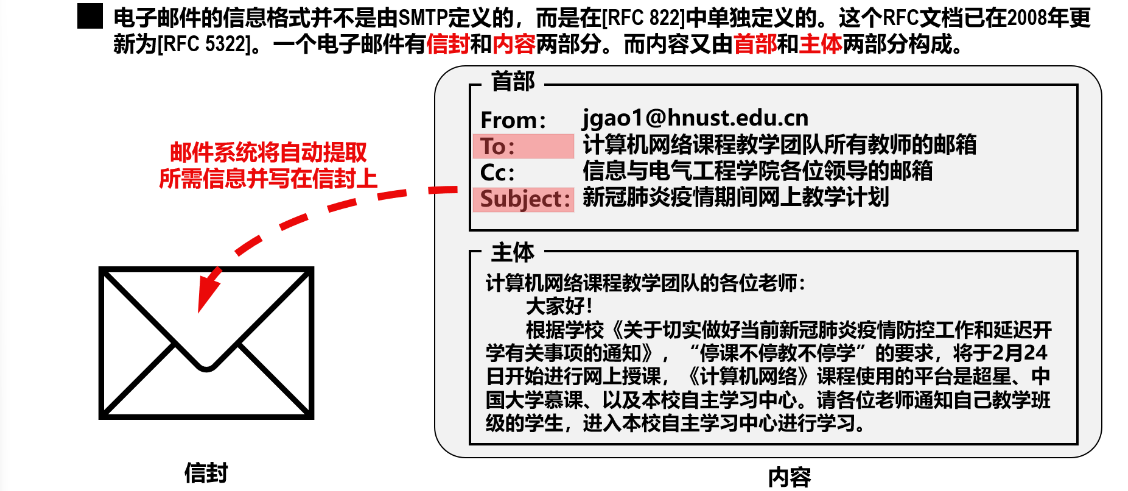 电子邮件的信息格式并不是由SMTP定义的，而是在[RFC 822]中单独定义的。这个RFC文档已在2008年更
新为[RFC 5322]。一个电子邮件有信封和内容两部分。而内容又由首部和主体两部分构成。
首部
From： jgao1@hnust.edu.cn
To： 计算机网络课程教学团队所有教师的邮箱
Cc： 信息与电气工程学院各位领导的邮箱
Subject： 新冠肺炎疫情期间网上教学计划
邮件系统将自动提取
所需信息并写在信封上
主体
计算机网络课程教学团队的各位老师：
大家好！
根据学校《关于切实做好当前新冠肺炎疫情防控工作和延迟开
学有关事项的通知》，“停课不停教不停学”的要求，将于2月24
日开始进行网上授课，《计算机网络》课程使用的平台是超星、中
国大学慕课、以及本校自主学习中心。请各位老师通知自己教学班
级的学生，进入本校自主学习中心进行学习。
信封
内容